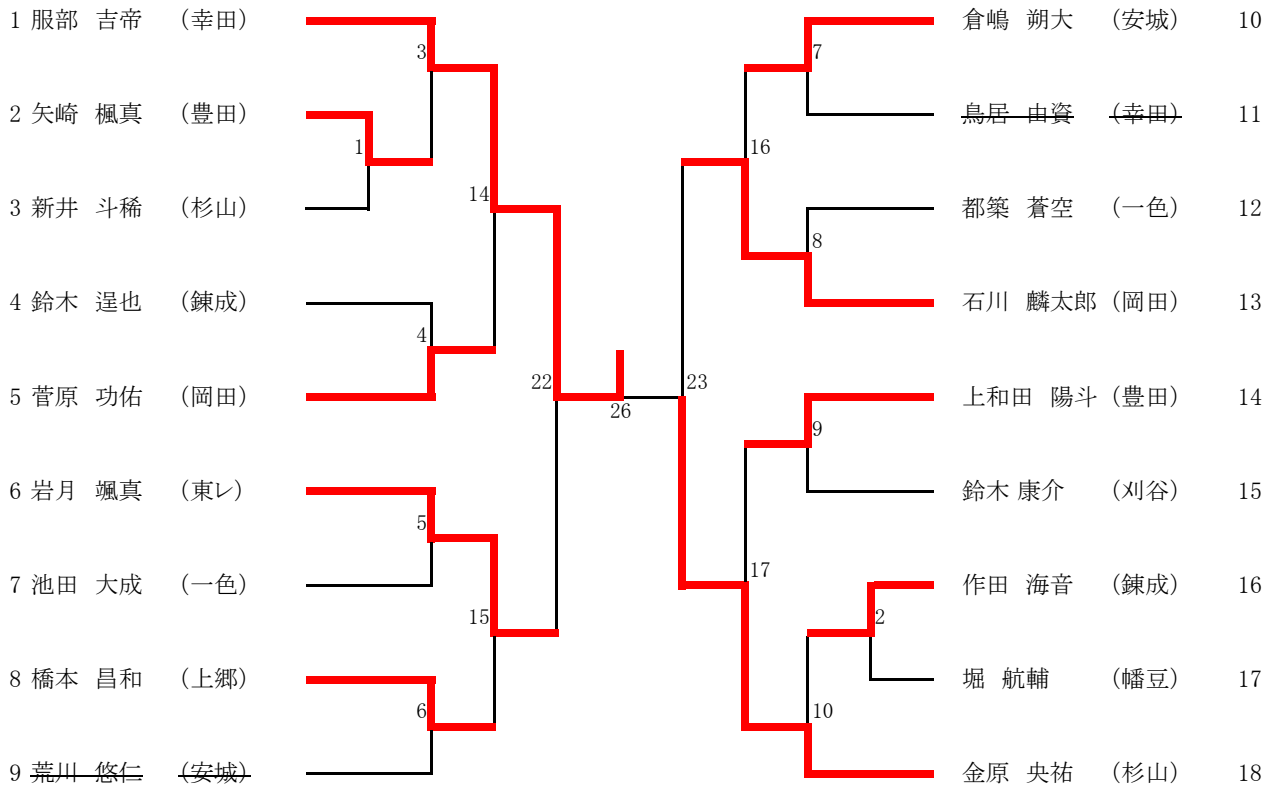 1 服部 吉帝 （幸田）
倉嶋 朔大 （安城） 10
3
7
2 矢崎 楓真 （豊田）
鳥居 由資 （幸田） 11
1
16
3 新井 斗稀 （杉山）
14
都築 蒼空 （一色） 12
8
4 鈴木 逞也 （錬成）
石川 麟太郎（岡田） 13
4
22
23
5 菅原 功佑 （岡田）
26
上和田 陽斗（豊田） 14
9
6 岩月 颯真 （東レ）
鈴木 康介 （刈谷） 15
5
17
7 池田 大成 （一色）
15
作田 海音 （錬成） 16
2
8 橋本 昌和 （上郷）
堀 航輔 （幡豆） 17
6
10
9 荒川 悠仁 （安城）
金原 央祐 （杉山） 18